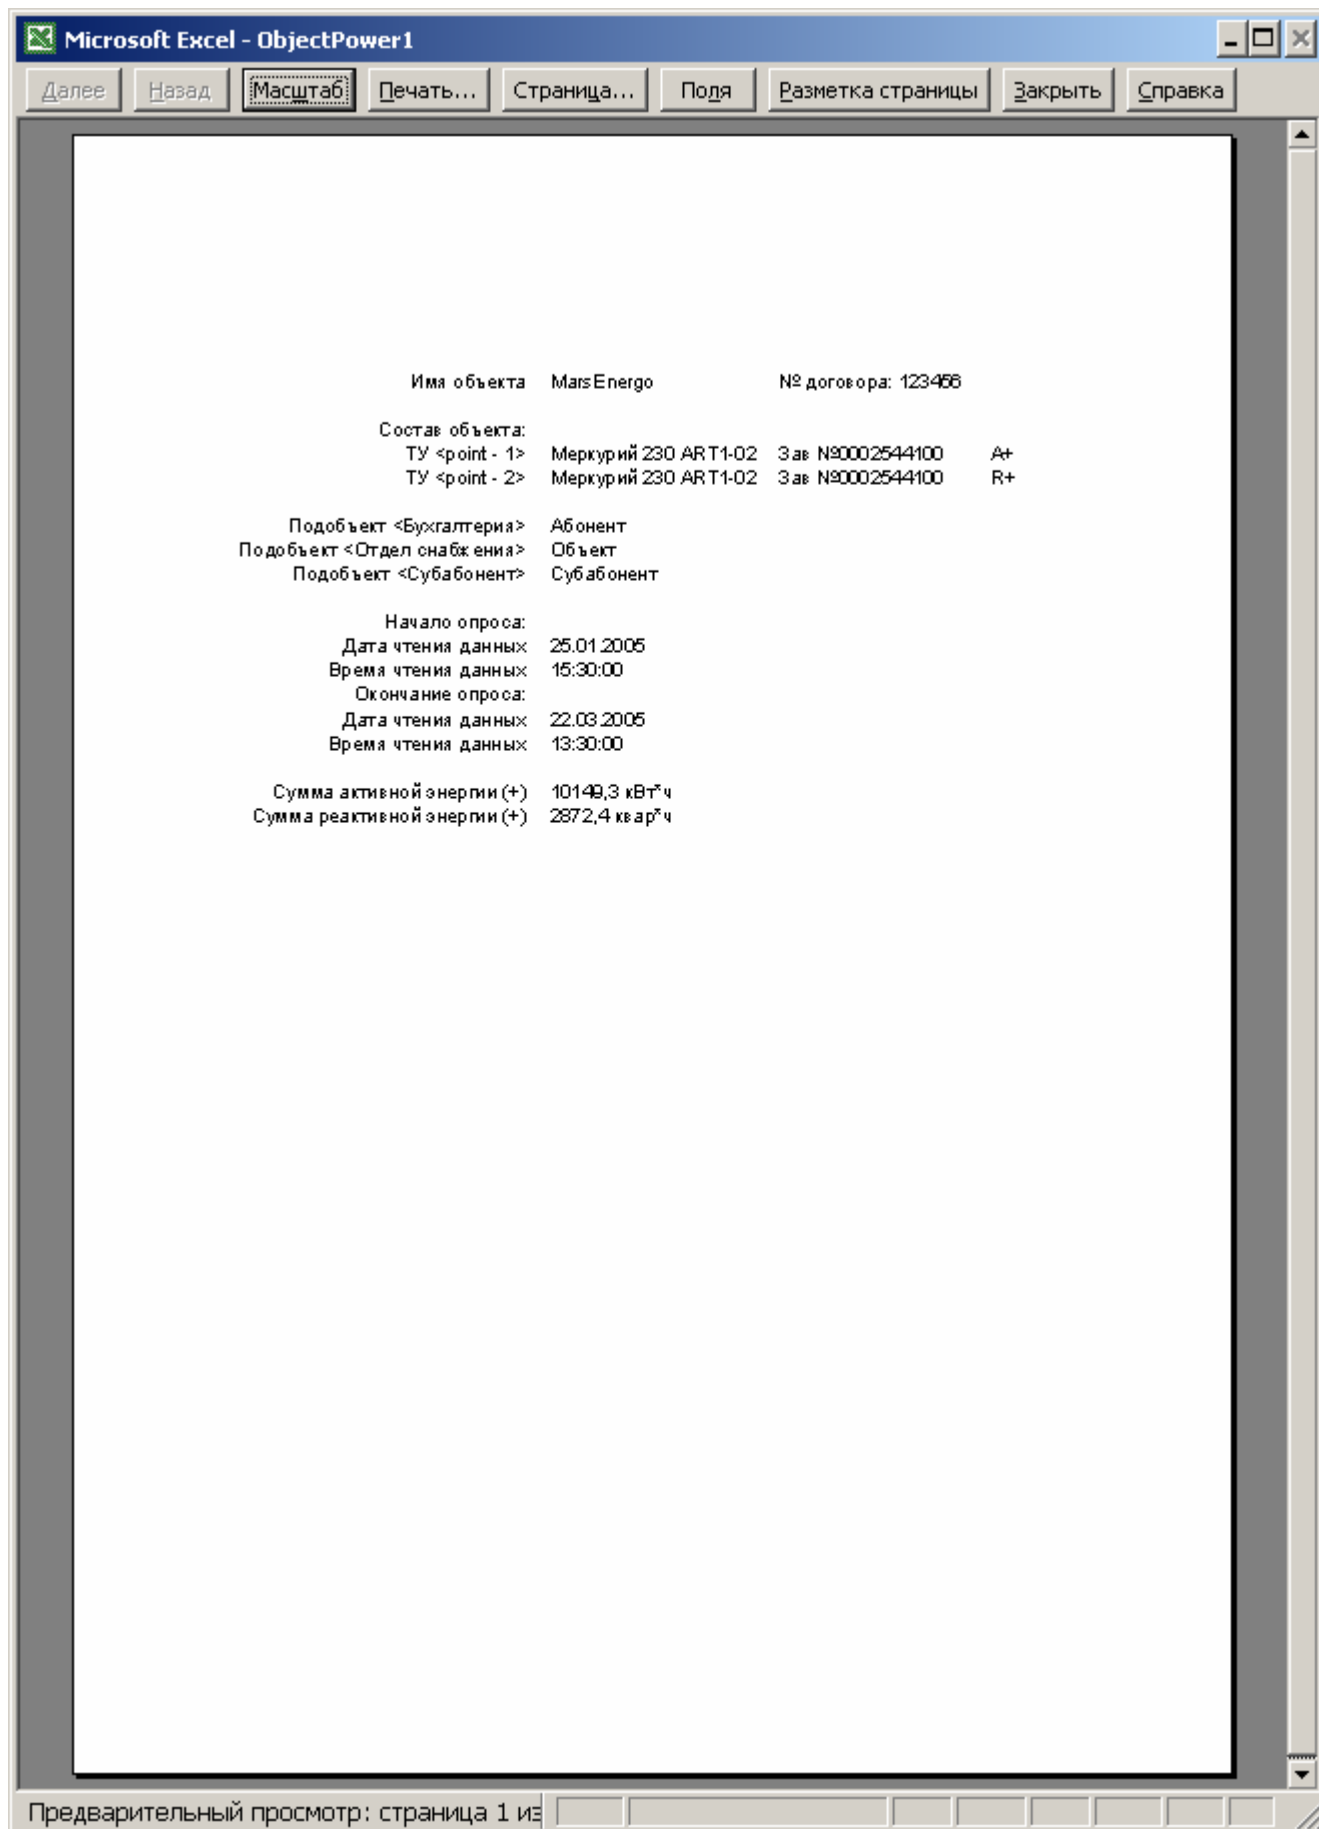 Microsoft Excel - ObjectPower1
Далее Назад Масштаб Печать... Страница... Поля Разметка страницы Закрыть Справка
Имя объекта MarsEnergo № договора: 123456
Состав объекта:
ТУ <point - 1> Меркурий 230 ART1-02 Зав №0002544100 A+
ТУ <point - 2> Меркурий 230 ART1-02 Зав №0002544100 R+
Подобъект <Бухгалтерия> Абонент
Подобъект <Отдел снабжения> Объект
Подобъект <Субабонент> Субабонент
Начало опроса:
Дата чтения данных 25.01.2005
Время чтения данных 15:30:00
Окончание опроса:
Дата чтения данных 22.03.2005
Время чтения данных 13:30:00
Сумма активной энергии (+) 10149,3 кВт*ч
Сумма реактивной энергии (+) 2872,4 квар*ч
Предварительный просмотр: страница 1 из